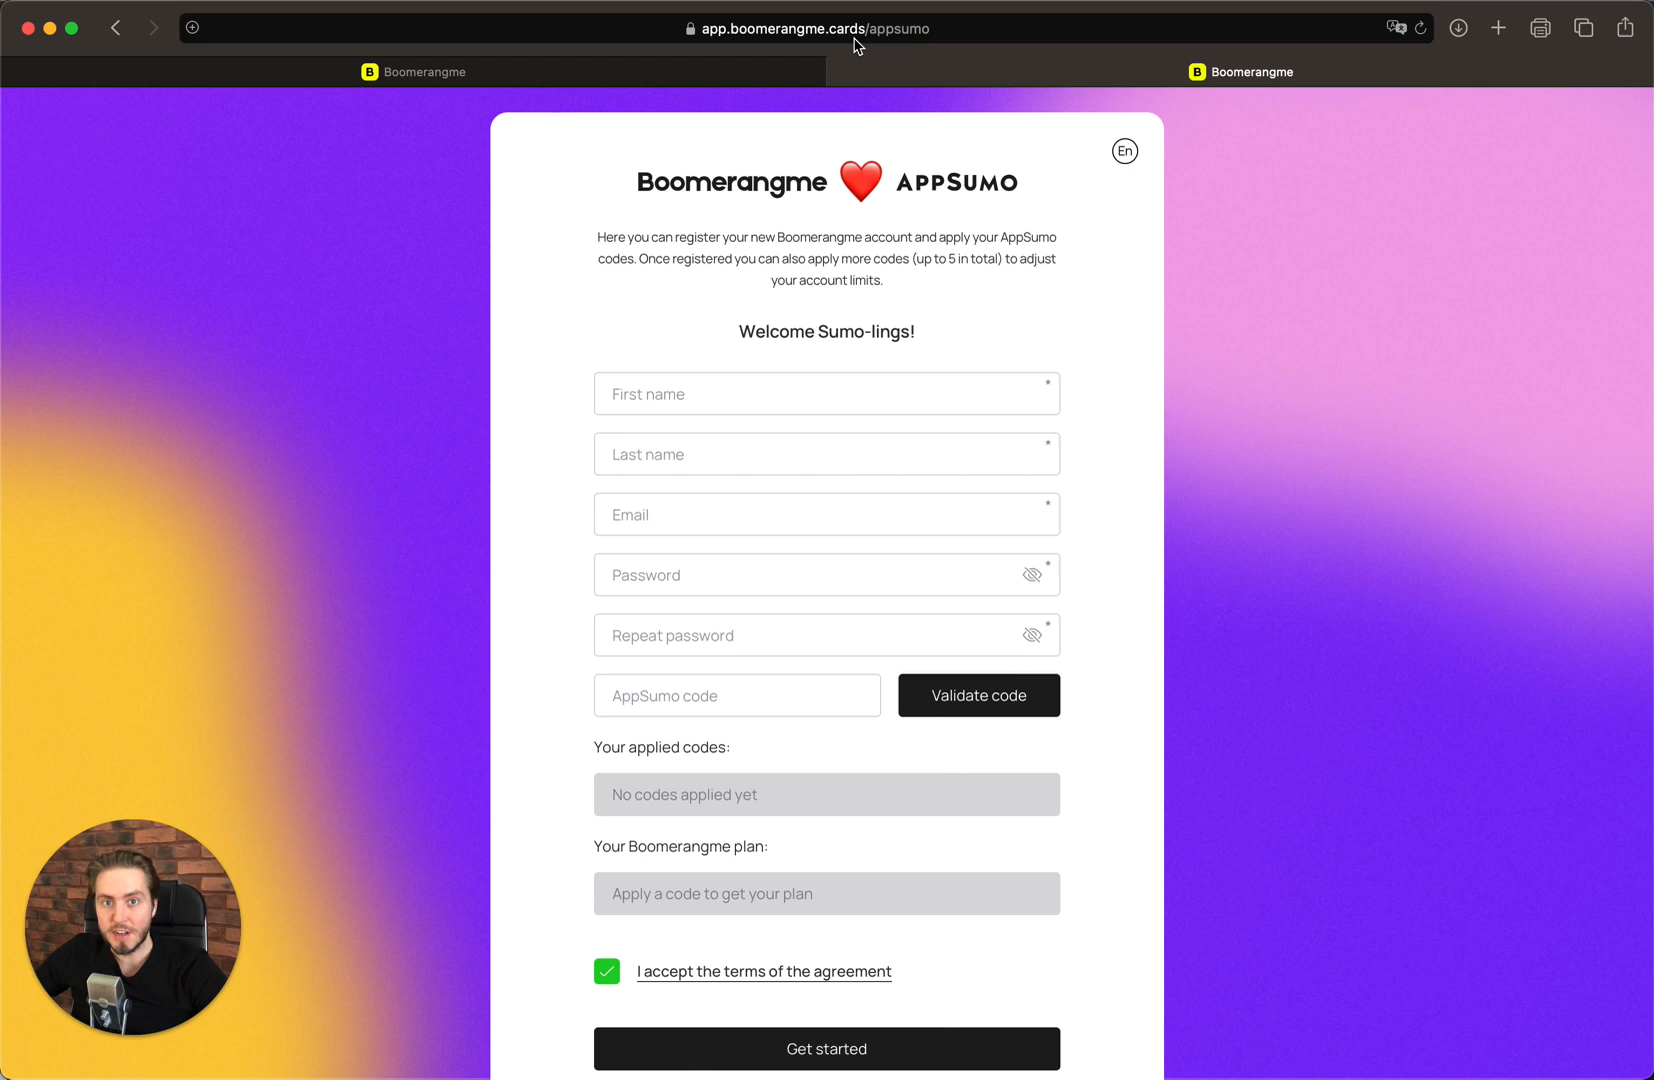 app.boomerangme.cards/appsumo
B Boomerangme
B Boomerangme
En
Boomerangme ❤️ APPSUMO
Here you can register your new Boomerangme account and apply your AppSumo
codes. Once registered you can also apply more codes (up to 5 in total) to adjust
your account limits.
Welcome Sumo-lings!
First name *
Last name *
Email *
Password *
Repeat password *
AppSumo code
Validate code
Your applied codes:
No codes applied yet
Your Boomerangme plan:
Apply a code to get your plan
I accept the terms of the agreement
Get started